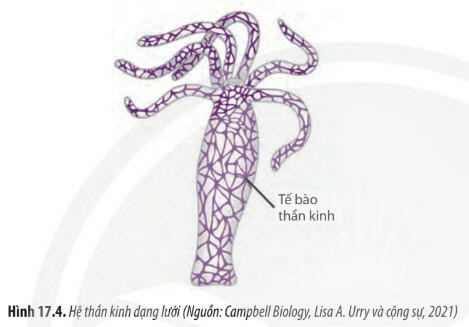 Tế bào
thần kinh
Hình 17.4. Hệ thần kinh dạng lưới (Nguồn: Campbell Biology, Lisa A. Urry và cộng sự, 2021)